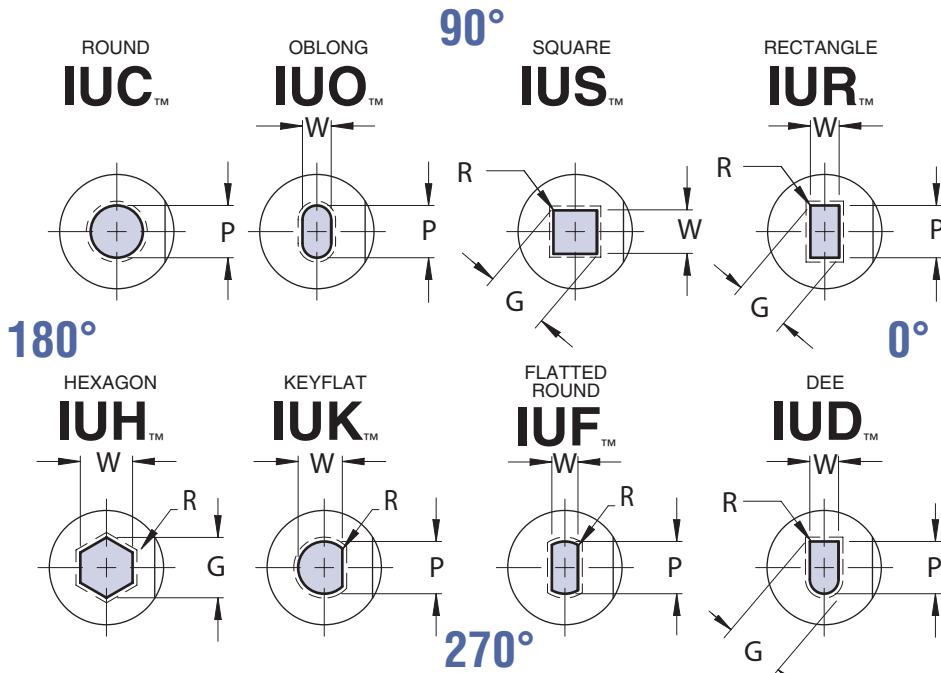 90°
ROUND
IUC™
P
OBLONG
IUO™
W
P
SQUARE
IUS™
R
W
G
RECTANGLE
IUR™
W
R
P
G
180°
0°
HEXAGON
IUH™
W
R
G
KEYFLAT
IUK™
W
R
P
FLATTED
ROUND
IUF™
W
R
P
DEE
IUD™
W
R
P
G
270°